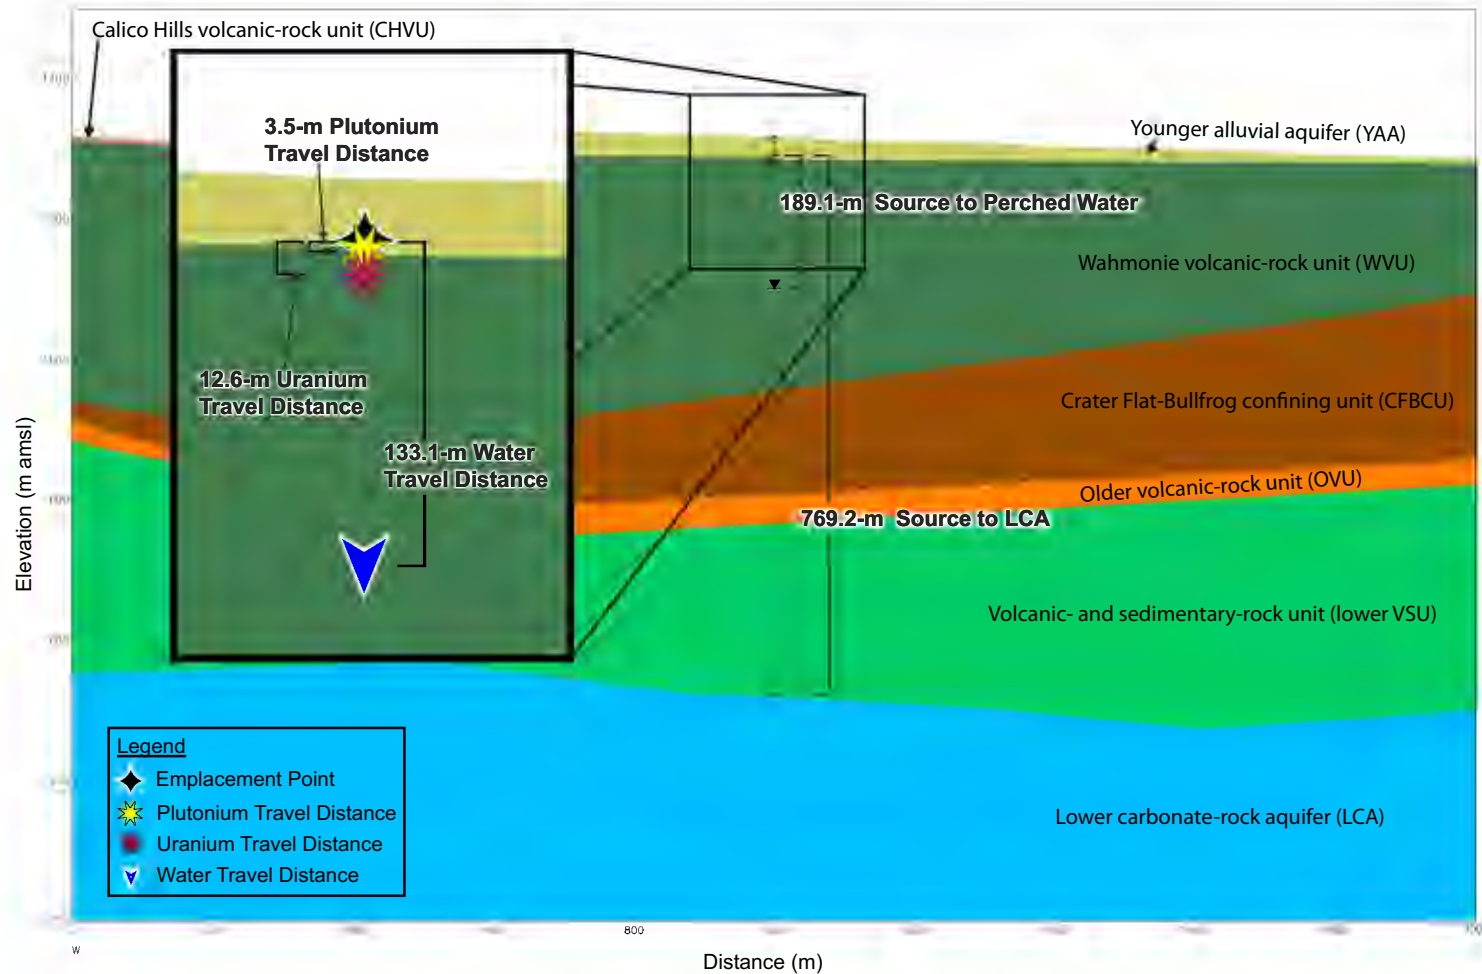 Calico Hills volcanic-rock unit (CHVU)
3.5-m Plutonium
Travel Distance
Younger alluvial aquifer (YAA)
189.1-m Source to Perched Water
Wahmonie volcanic-rock unit (WVU)
12.6-m Uranium
Travel Distance
Crater Flat-Bullfrog confining unit (CFBCU)
133.1-m Water
Travel Distance
Older volcanic-rock unit (OVU)
769.2-m Source to LCA
Elevation (m amsl)
Volcanic- and sedimentary-rock unit (lower VSU)
Legend
Emplacement Point
Plutonium Travel Distance
Uranium Travel Distance
Water Travel Distance
Lower carbonate-rock aquifer (LCA)
800
W
Distance (m)